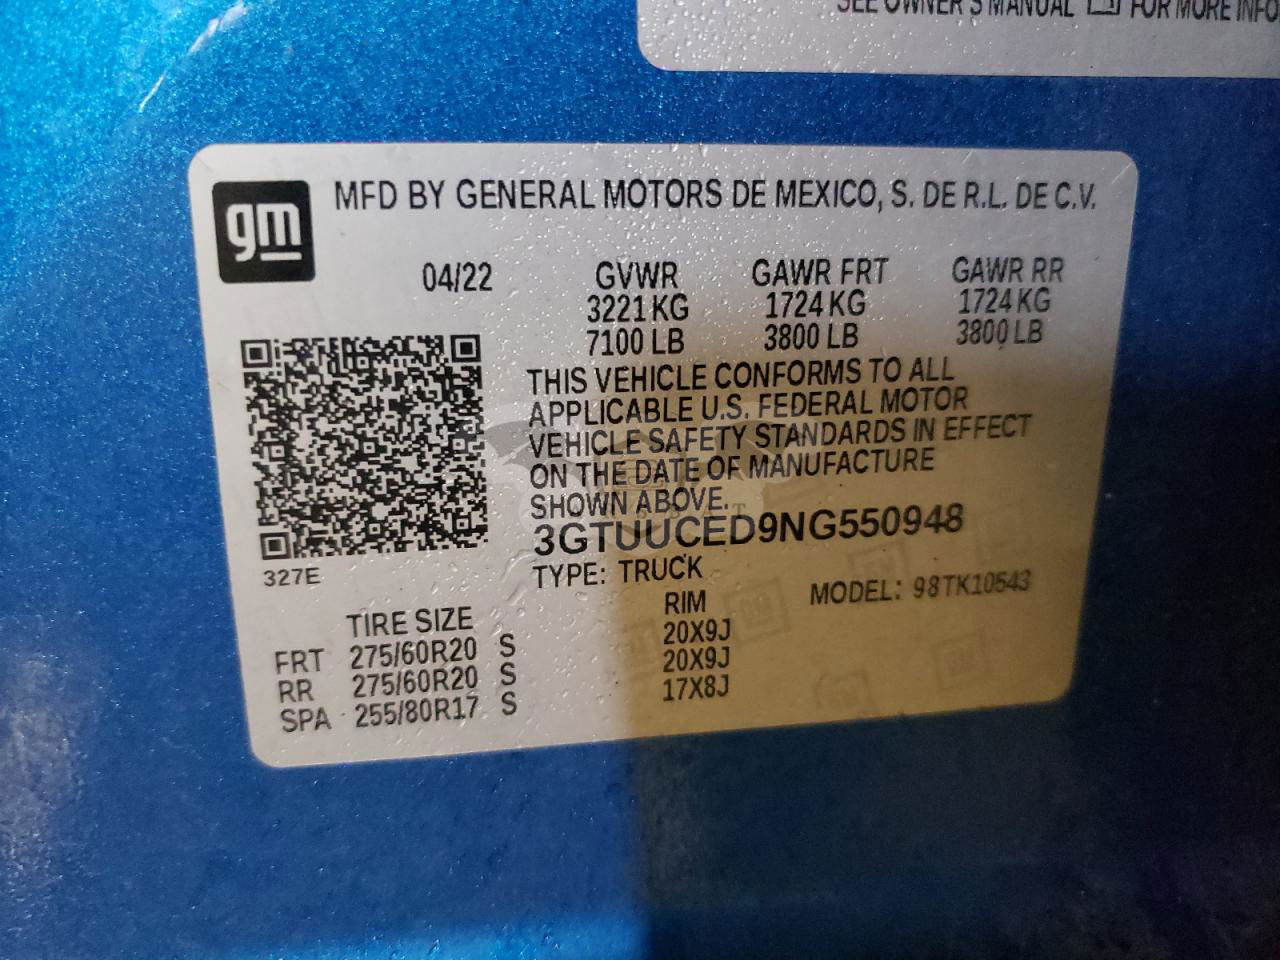 SEE OWNER'S MANUAL FOR MORE INFO
gm
MFD BY GENERAL MOTORS DE MEXICO, S. DE R.L. DE C.V.
04/22 GVWR GAWR FRT GAWR RR
3221 KG 1724 KG 1724 KG
7100 LB 3800 LB 3800 LB
THIS VEHICLE CONFORMS TO ALL
APPLICABLE U.S. FEDERAL MOTOR
VEHICLE SAFETY STANDARDS IN EFFECT
ON THE DATE OF MANUFACTURE
SHOWN ABOVE.
3GTUUCED9NG550948
327E
TYPE: TRUCK
MODEL: 98TK10543
TIRE SIZE RIM
FRT 275/60R20 S 20X9J
RR 275/60R20 S 20X9J
SPA 255/80R17 S 17X8J